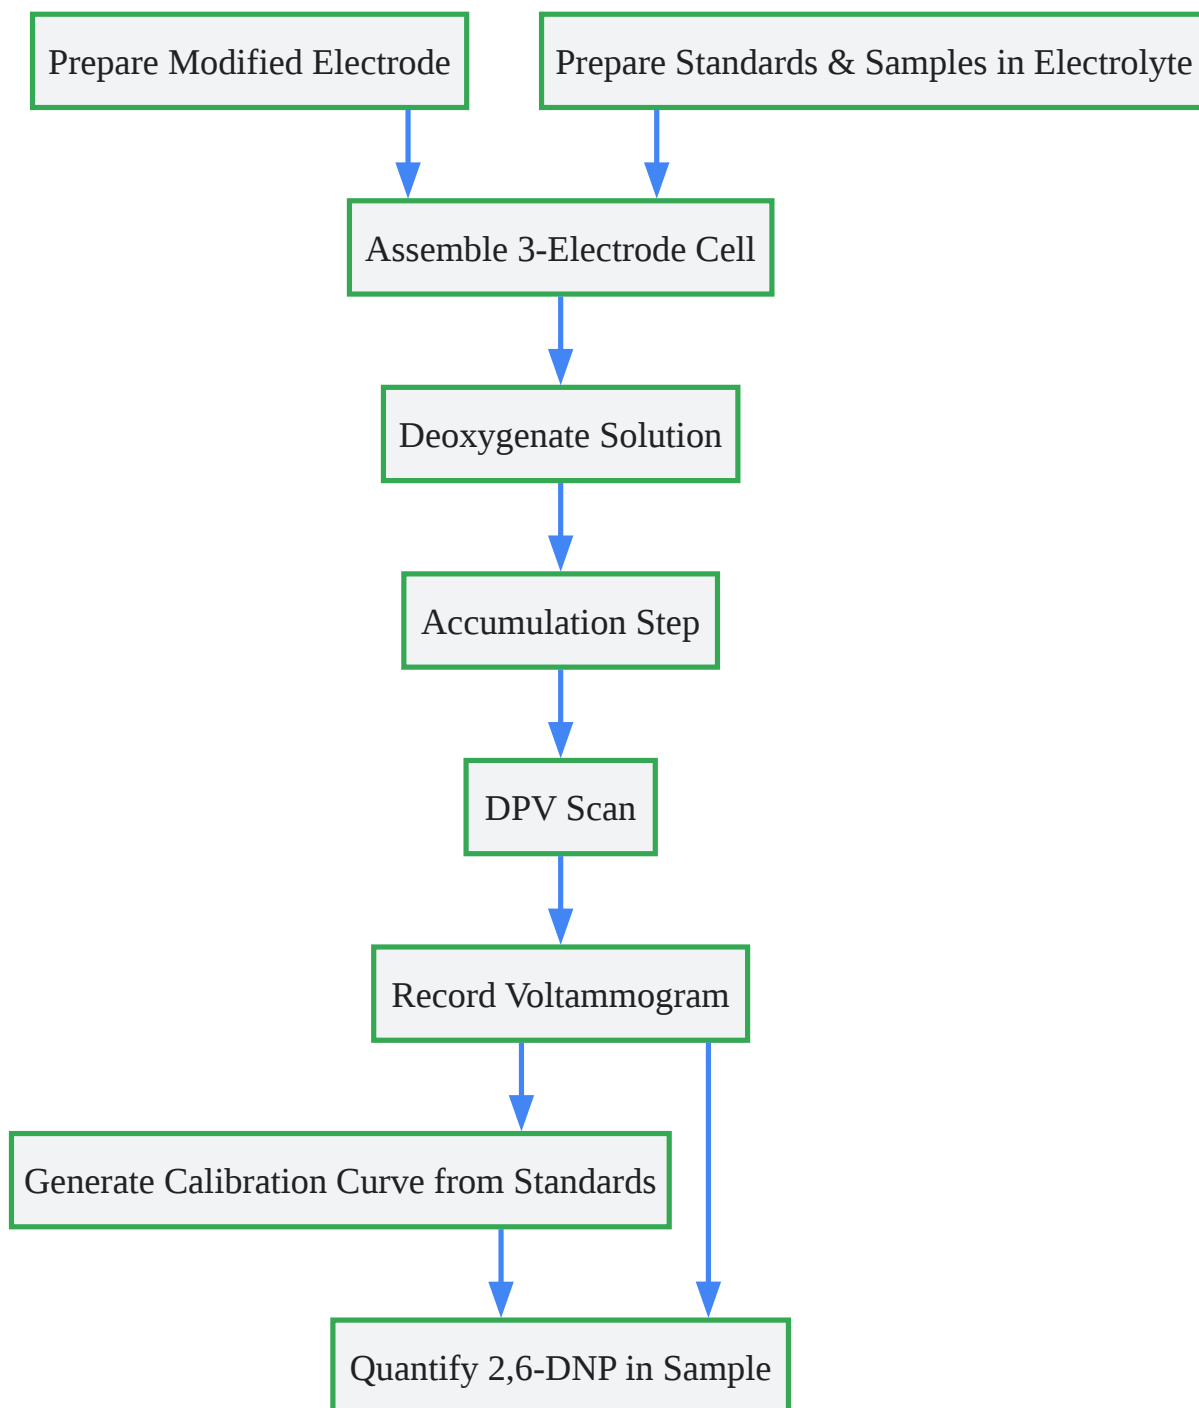 Prepare Modified Electrode
Prepare Standards & Samples in Electrolyte
Assemble 3-Electrode Cell
Deoxygenate Solution
Accumulation Step
DPV Scan
Record Voltammogram
Generate Calibration Curve from Standards
Quantify 2,6-DNP in Sample